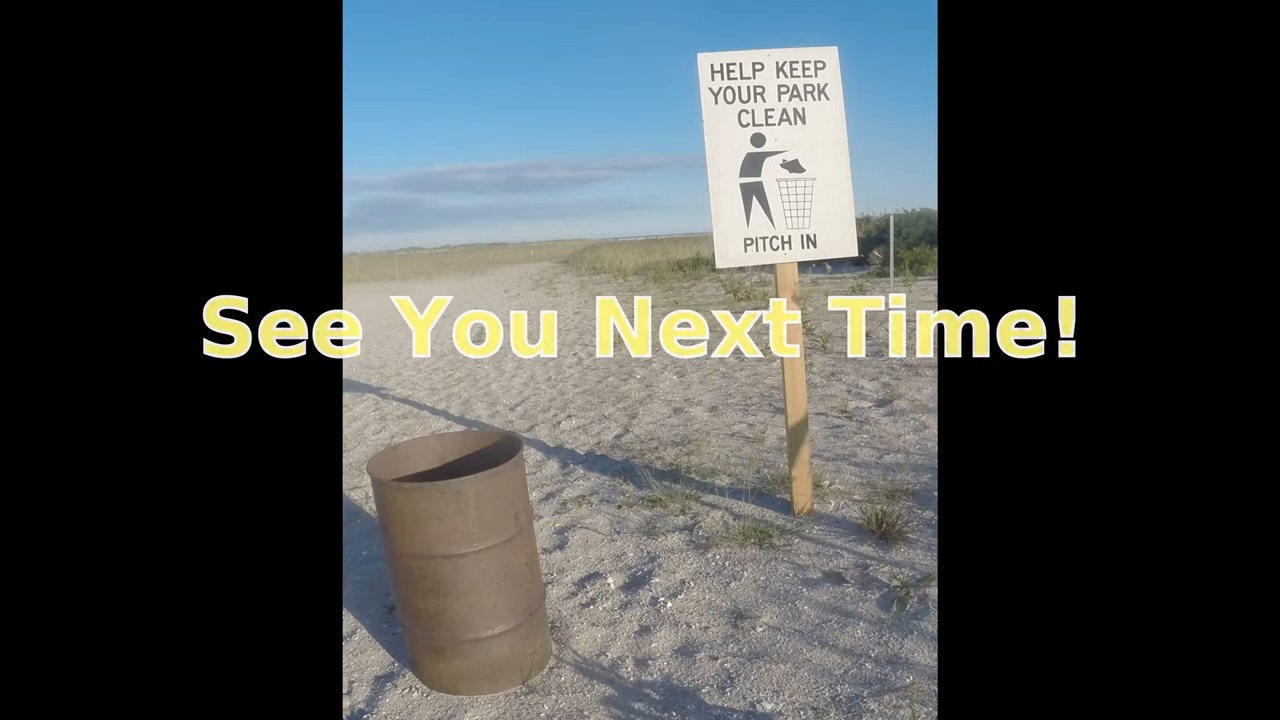 HELP KEEP
YOUR PARK
CLEAN
PITCH IN
See You Next Time!